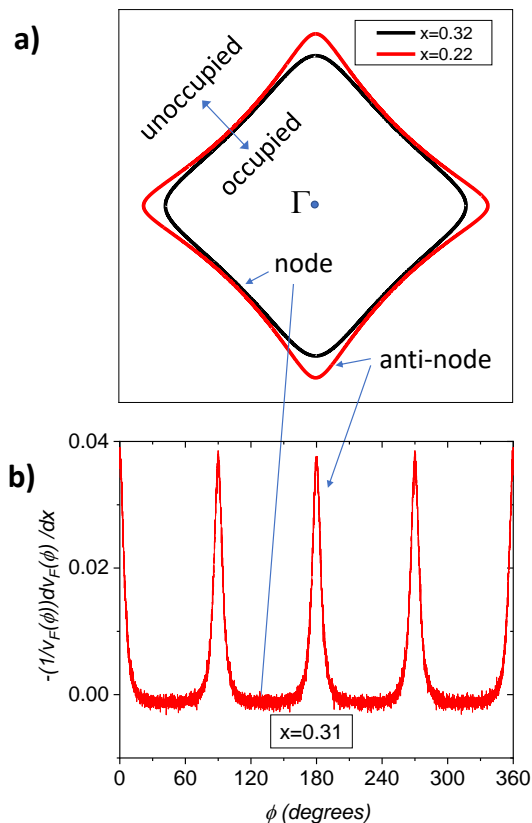 a)
x=0.32
x=0.22
unoccupied
occupied
Γ
node
anti-node
b)
-(1/v_F(ϕ))dv_F(ϕ) /dx
0.04
0.02
0.00
x=0.31
0 60 120 180 240 300 360
ϕ (degrees)